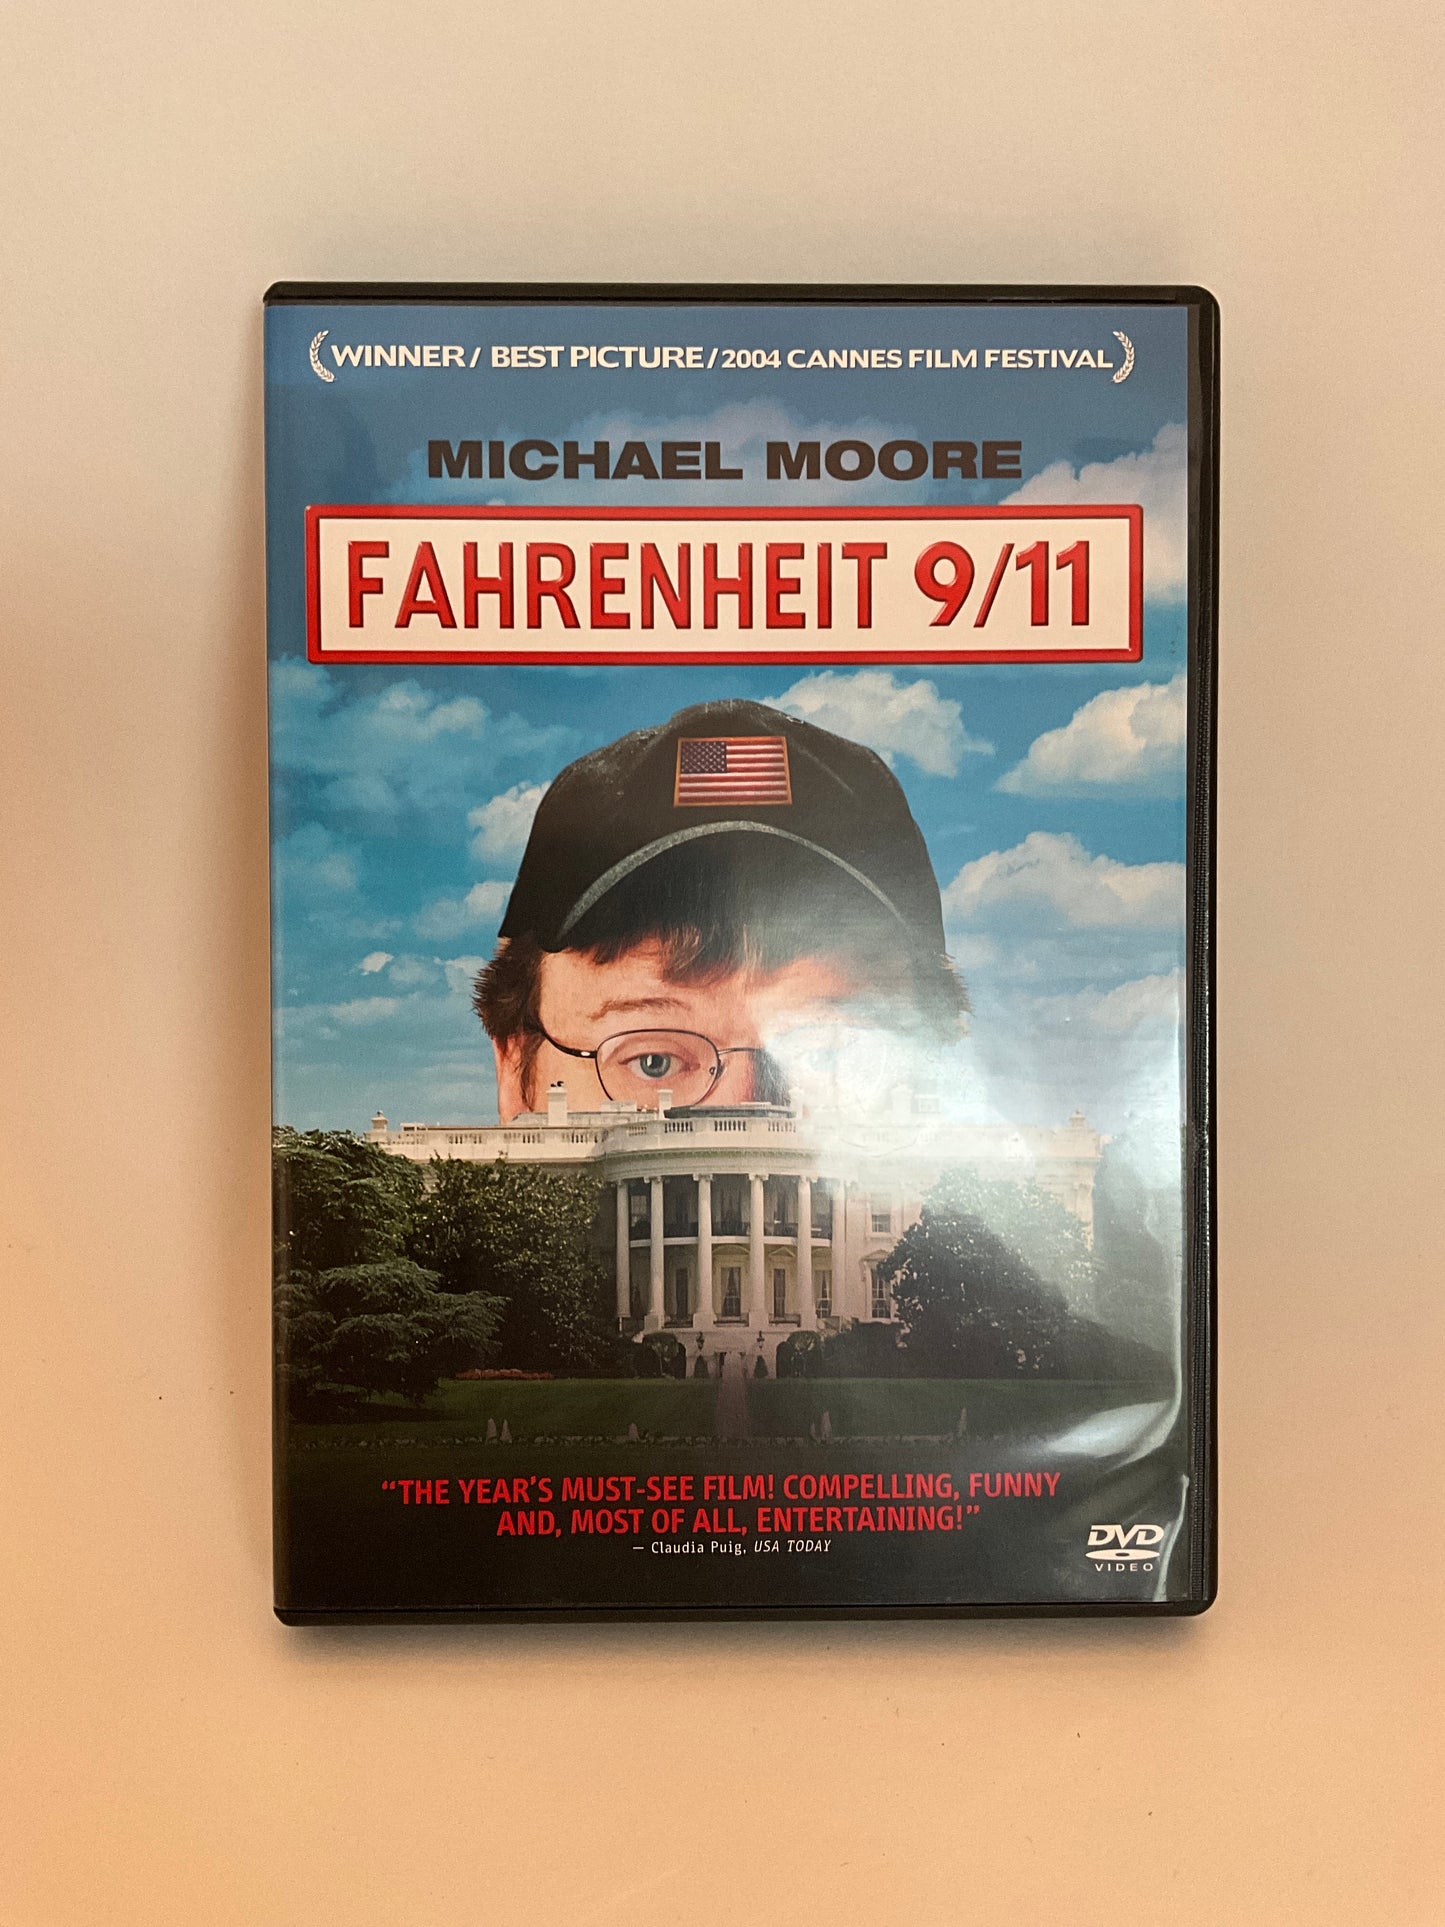 WINNER / BEST PICTURE / 2004 CANNES FILM FESTIVAL
MICHAEL MOORE
FAHRENHEIT 9/11
“THE YEAR’S MUST-SEE FILM! COMPELLING, FUNNY
AND, MOST OF ALL, ENTERTAINING!”
— Claudia Puig, USA TODAY
DVD
VIDEO